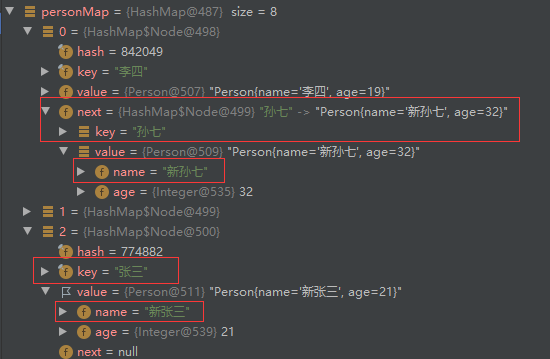 personMap = {HashMap@487} size = 8
0 = {HashMap$Node@498}
f hash = 842049
f key = "李四"
f value = {Person@507} "Person{name='李四', age=19}"
f next = {HashMap$Node@499} "孙七" -> "Person{name='新孙七', age=32}"
key = "孙七"
value = {Person@509} "Person{name='新孙七', age=32}"
f name = "新孙七"
f age = {Integer@535} 32
1 = {HashMap$Node@499}
2 = {HashMap$Node@500}
f hash = 774882
f key = "张三"
value = {Person@511} "Person{name='新张三', age=21}"
f name = "新张三"
f age = {Integer@539} 21
f next = null